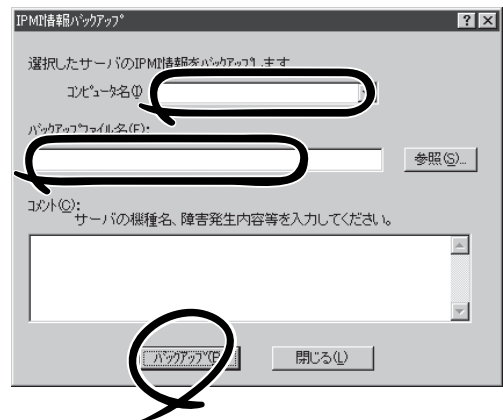 IPMI情報ﾊﾞｯｸｱｯﾌﾟ
選択したサーバのIPMI情報をﾊﾞｯｸｱｯﾌﾟします
ｺﾝﾋﾟｭｰﾀ名(I)
ﾊﾞｯｸｱｯﾌﾟﾌｧｲﾙ名(F):
参照(S)...
ｺﾒﾝﾄ(C):
サーバの機種名、障害発生内容等を入力してください。
ﾊﾞｯｸｱｯﾌﾟ(P) 閉じる(L)